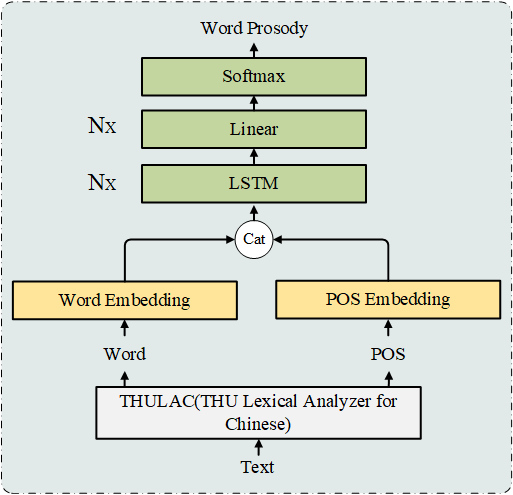 Word Prosody
Softmax
Nx
Linear
Nx
LSTM
Cat
Word Embedding
POS Embedding
Word
POS
THULAC(THU Lexical Analyzer for
Chinese)
Text